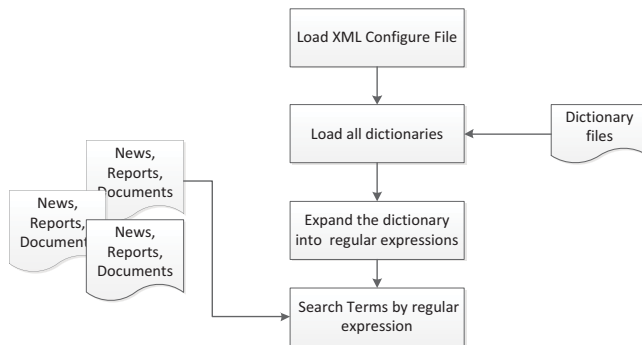 Load XML Configure File
Load all dictionaries
Dictionary
files
News,
Reports,
Documents
News,
Reports,
Document
News,
Reports,
Documents
Expand the dictionary
into regular expressions
Search Terms by regular
expression